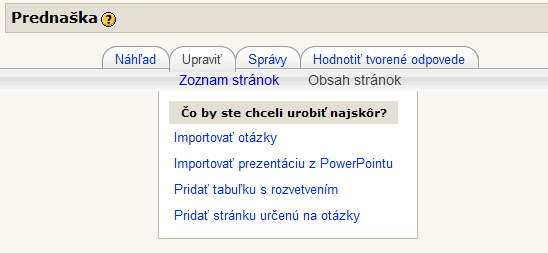 Prednaška ?
Náhľad Upraviť Správy Hodnotiť tvorené odpovede
Zoznam stránok Obsah stránok
Čo by ste chceli urobiť najskôr?
Importovať otázky
Importovať prezentáciu z PowerPointu
Pridať tabuľku s rozvetvením
Pridať stránku určenú na otázky